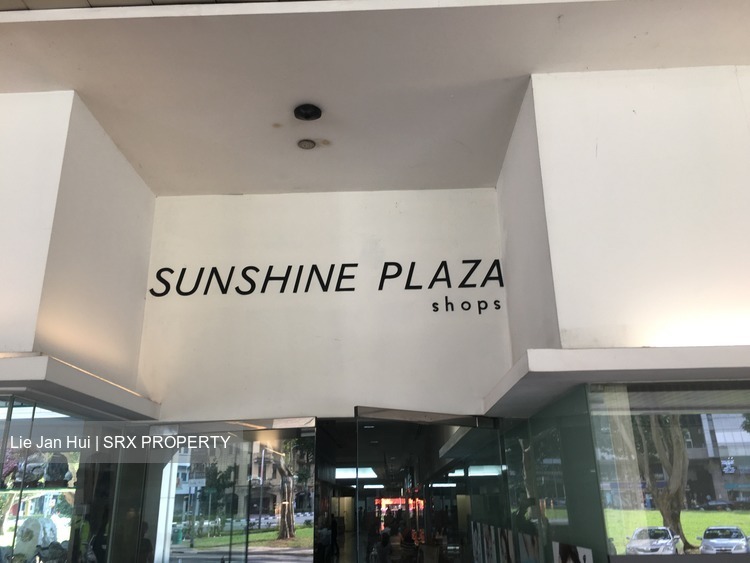 SUNSHINE PLAZA
shops
Lie Jan Hui | SRX PROPERTY